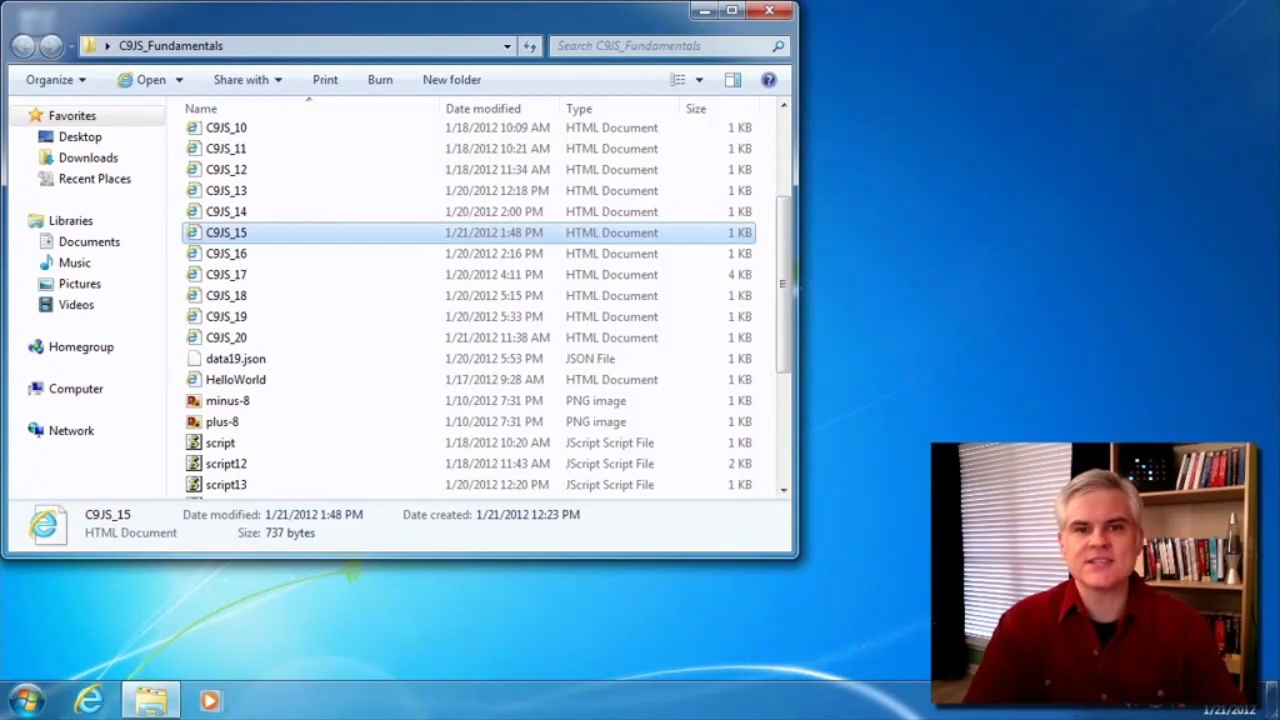 C9JS_Fundamentals
Search C9JS_Fundamentals
Organize Open Share with Print Burn New folder
Name Date modified Type Size
Favorites
Desktop
Downloads
Recent Places
Libraries
Documents
Music
Pictures
Videos
Homegroup
Computer
Network
C9JS_10 1/18/2012 10:09 AM HTML Document 1 KB
C9JS_11 1/18/2012 10:21 AM HTML Document 1 KB
C9JS_12 1/18/2012 11:34 AM HTML Document 1 KB
C9JS_13 1/20/2012 12:18 PM HTML Document 1 KB
C9JS_14 1/20/2012 2:00 PM HTML Document 1 KB
C9JS_15 1/21/2012 1:48 PM HTML Document 1 KB
C9JS_16 1/20/2012 2:16 PM HTML Document 1 KB
C9JS_17 1/20/2012 4:11 PM HTML Document 4 KB
C9JS_18 1/20/2012 5:15 PM HTML Document 1 KB
C9JS_19 1/20/2012 5:33 PM HTML Document 1 KB
C9JS_20 1/21/2012 11:38 AM HTML Document 1 KB
data19.json 1/20/2012 5:53 PM JSON File 1 KB
HelloWorld 1/17/2012 9:28 AM HTML Document 1 KB
minus-8 1/10/2012 7:31 PM PNG image 1 KB
plus-8 1/10/2012 7:31 PM PNG image 1 KB
script 1/18/2012 10:20 AM JScript Script File 1 KB
script12 1/18/2012 11:43 AM JScript Script File 2 KB
script13 1/20/2012 12:20 PM JScript Script File 1 KB
C9JS_15 Date modified: 1/21/2012 1:48 PM Date created: 1/21/2012 12:23 PM
HTML Document Size: 737 bytes
1/21/2012